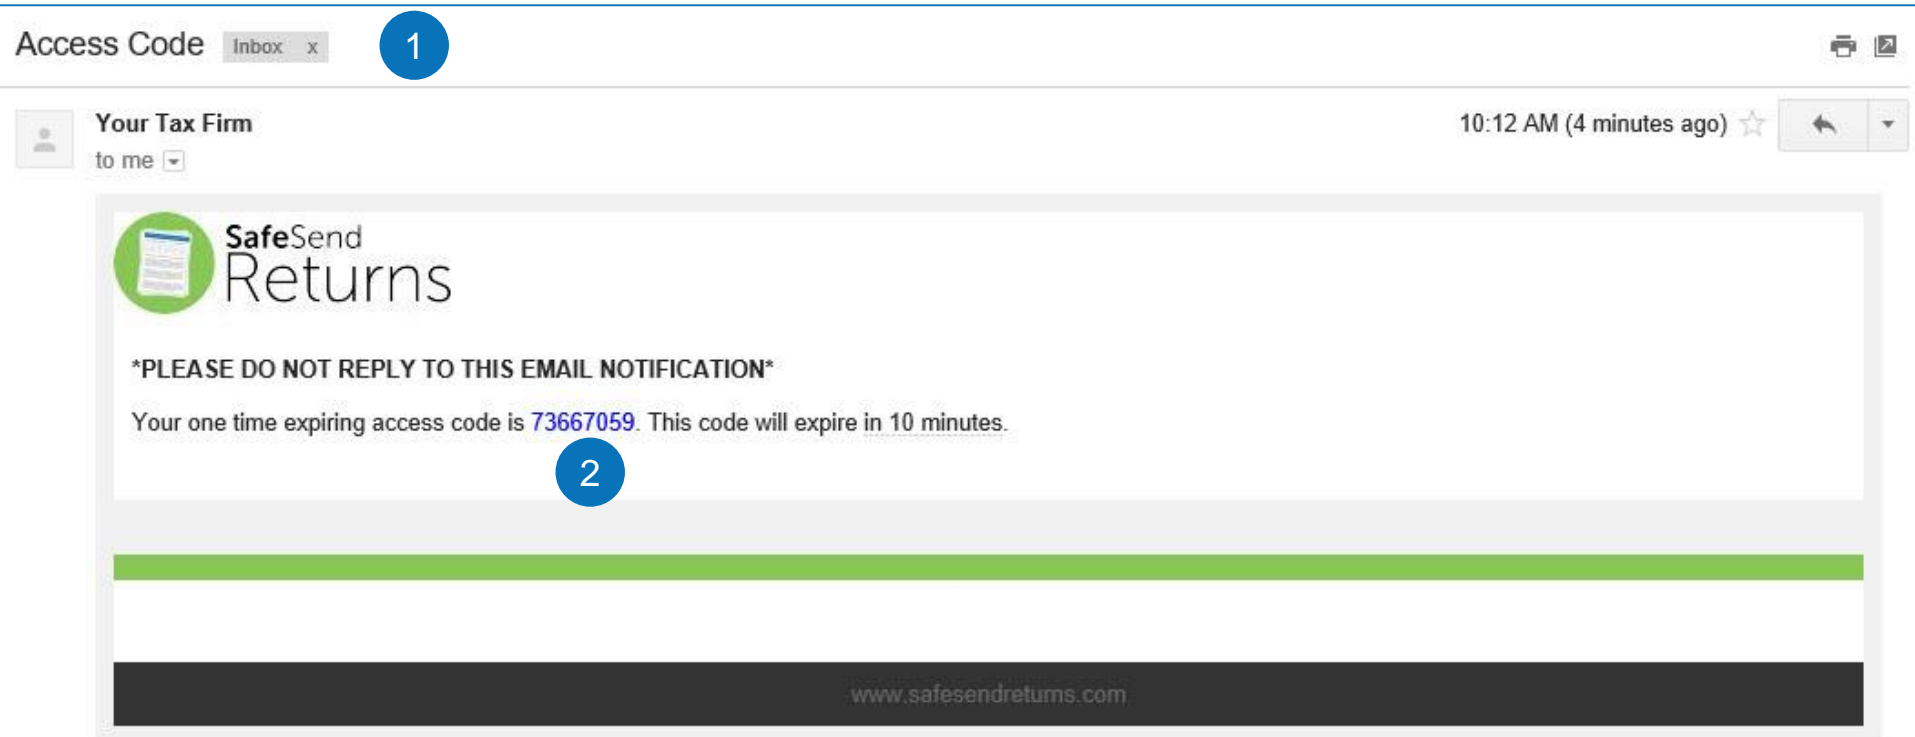 Access Code Inbox x 1
Your Tax Firm 10:12 AM (4 minutes ago)
to me
SafeSend
Returns
*PLEASE DO NOT REPLY TO THIS EMAIL NOTIFICATION*
Your one time expiring access code is 73667059. This code will expire in 10 minutes.
2
www.safesendreturns.com